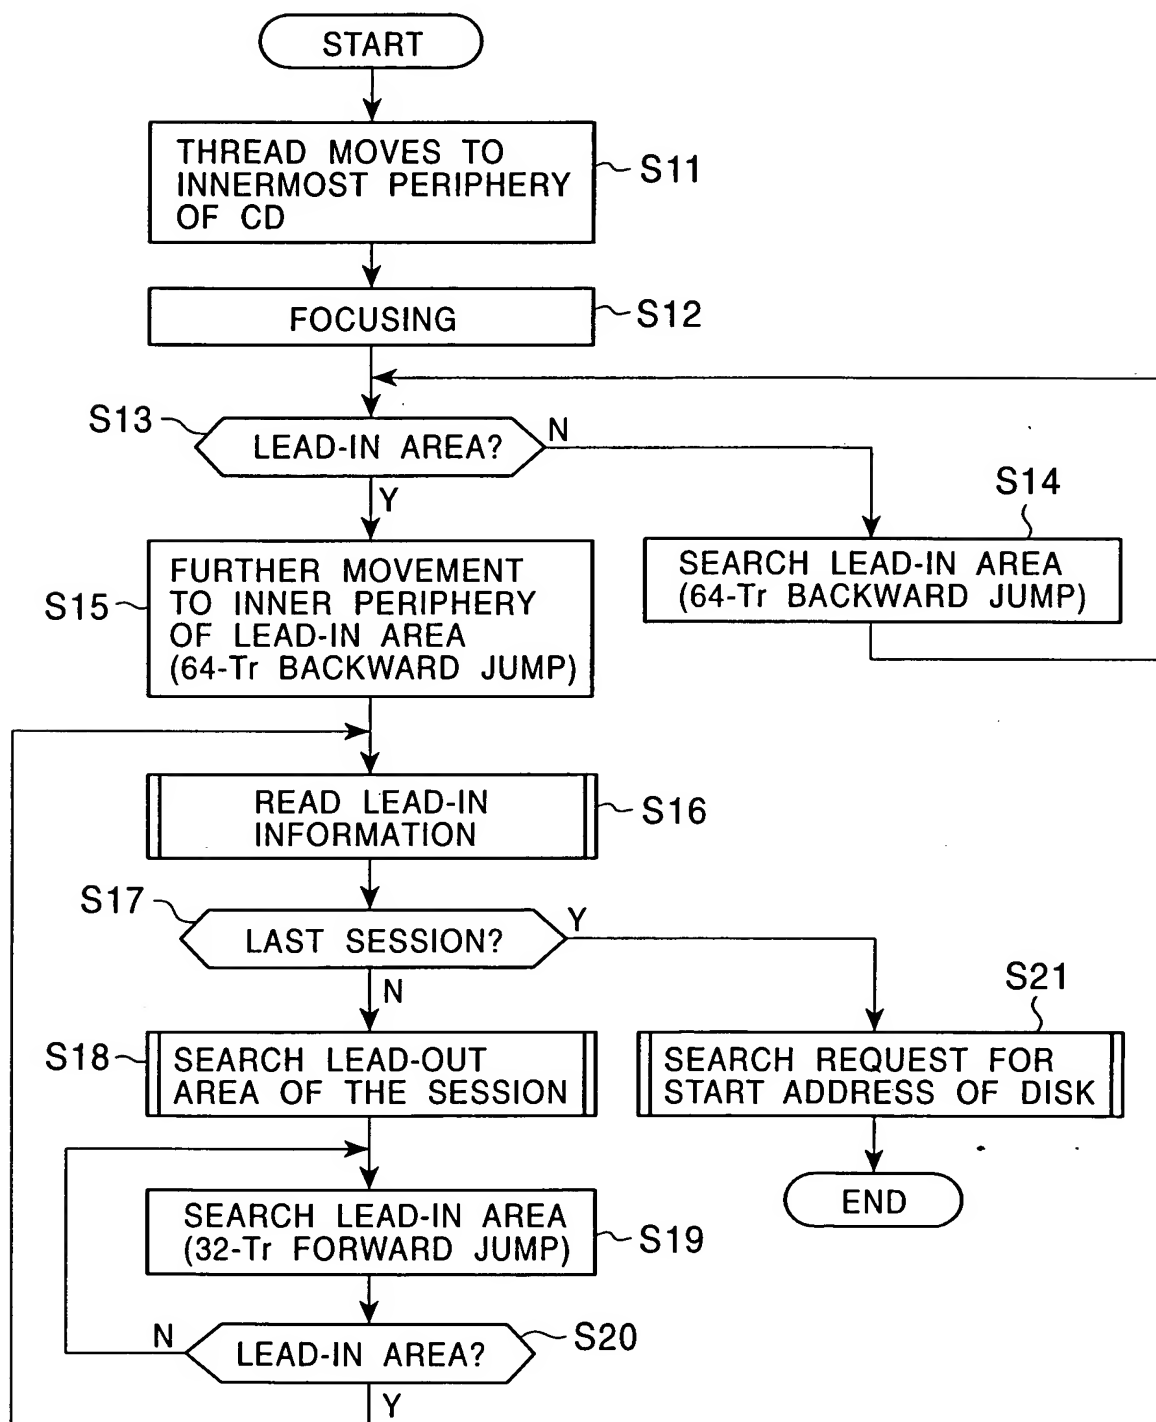 START
THREAD MOVES TO
INNERMOST PERIPHERY
OF CD
S11
FOCUSING
S12
S13
LEAD-IN AREA?
N
Y
S14
SEARCH LEAD-IN AREA
(64-Tr BACKWARD JUMP)
S15
FURTHER MOVEMENT
TO INNER PERIPHERY
OF LEAD-IN AREA
(64-Tr BACKWARD JUMP)
READ LEAD-IN
INFORMATION
S16
S17
LAST SESSION?
Y
N
S18
SEARCH LEAD-OUT
AREA OF THE SESSION
S21
SEARCH REQUEST FOR
START ADDRESS OF DISK
END
SEARCH LEAD-IN AREA
(32-Tr FORWARD JUMP)
S19
N
LEAD-IN AREA?
S20
Y